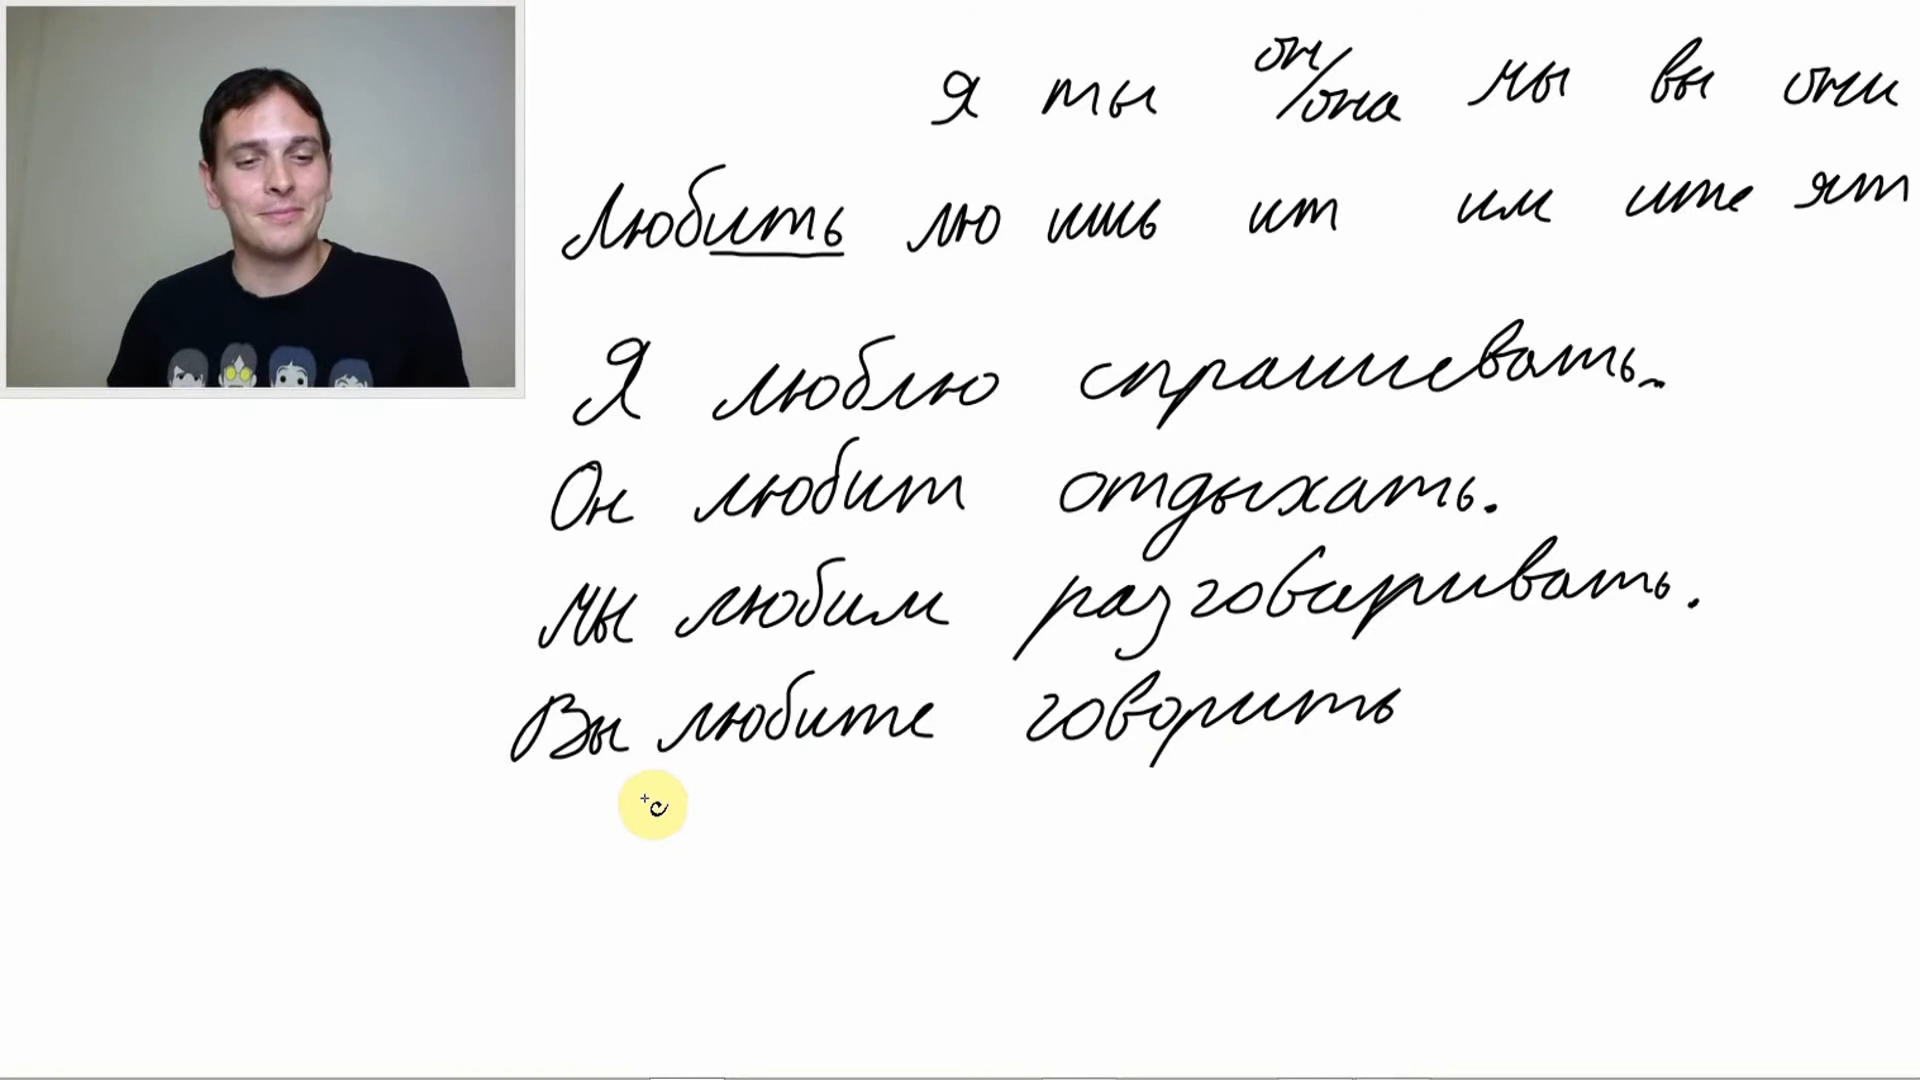 я ты он/она мы вы они
Любить лю ишь ит им ите ят
Я люблю спрашивать.
Он любит отдыхать.
Мы любим разговаривать.
Вы любите говорить